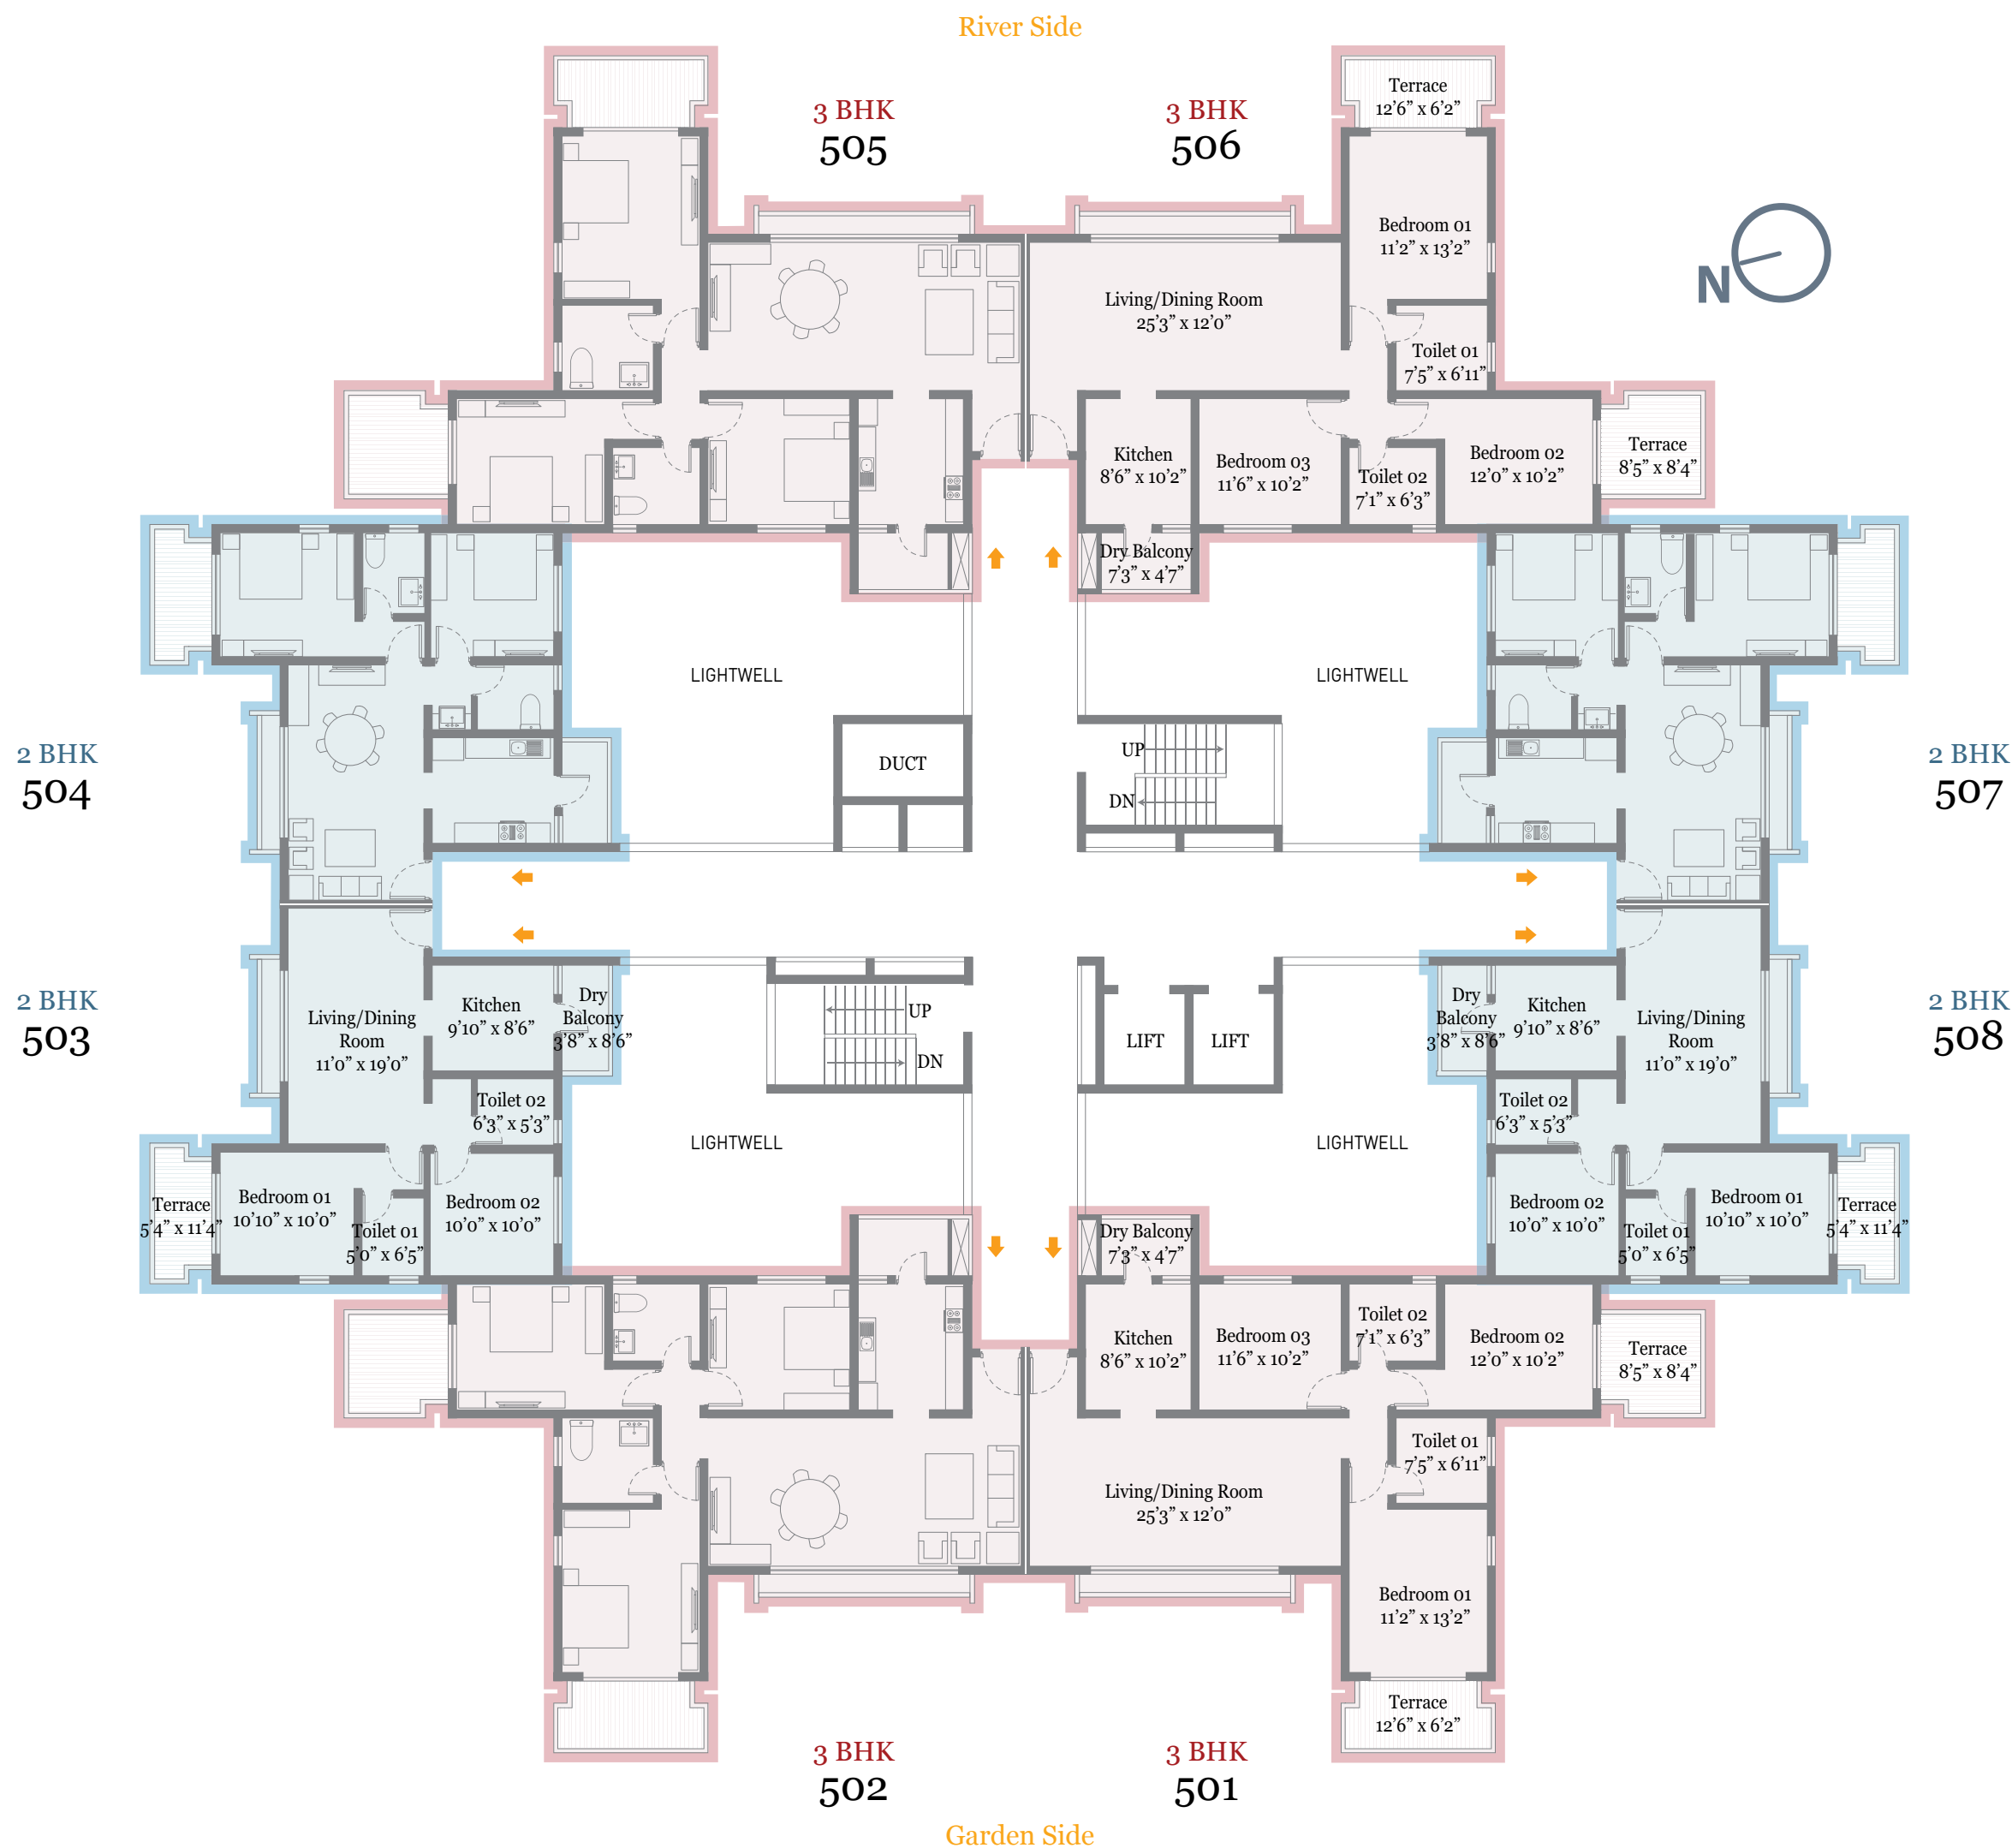 River Side
3 BHK
505
3 BHK
506
Terrace
12’6” x 6’2”
Bedroom 01
11’2” x 13’2”
N
Living/Dining Room
25’3” x 12’0”
Toilet 01
7’5” x 6’11”
Kitchen
8’6” x 10’2”
Bedroom 03
11’6” x 10’2”
Toilet 02
7’1” x 6’3”
Bedroom 02
12’0” x 10’2”
Terrace
8’5” x 8’4”
Dry Balcony
7’3” x 4’7”
LIGHTWELL
LIGHTWELL
2 BHK
504
DUCT
UP
DN
2 BHK
507
2 BHK
503
Living/Dining
Room
11’0” x 19’0”
Kitchen
9’10” x 8’6”
Dry
Balcony
3’8” x 8’6”
UP
DN
LIFT
LIFT
Dry
Balcony
3’8” x 8’6”
Kitchen
9’10” x 8’6”
Living/Dining
Room
11’0” x 19’0”
2 BHK
508
Toilet 02
6’3” x 5’3”
Toilet 02
6’3” x 5’3”
LIGHTWELL
LIGHTWELL
Terrace
5’4” x 11’4”
Bedroom 01
10’10” x 10’0”
Toilet 01
5’0” x 6’5”
Bedroom 02
10’0” x 10’0”
Bedroom 02
10’0” x 10’0”
Toilet 01
5’0” x 6’5”
Bedroom 01
10’10” x 10’0”
Terrace
5’4” x 11’4”
Dry Balcony
7’3” x 4’7”
Kitchen
8’6” x 10’2”
Bedroom 03
11’6” x 10’2”
Toilet 02
7’1” x 6’3”
Bedroom 02
12’0” x 10’2”
Terrace
8’5” x 8’4”
Toilet 01
7’5” x 6’11”
Living/Dining Room
25’3” x 12’0”
Bedroom 01
11’2” x 13’2”
Terrace
12’6” x 6’2”
3 BHK
502
3 BHK
501
Garden Side